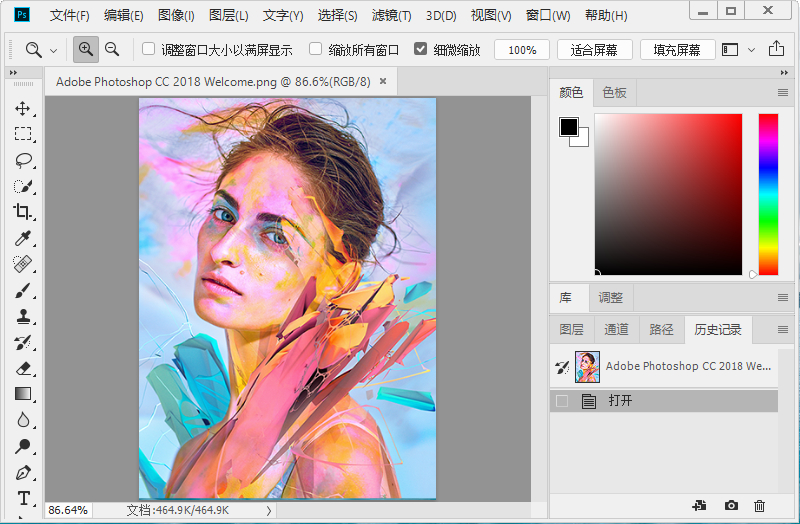 Ps 文件(F) 编辑(E) 图像(I) 图层(L) 文字(Y) 选择(S) 滤镜(T) 3D(D) 视图(V) 窗口(W) 帮助(H)
调整窗口大小以满屏显示 缩放所有窗口 细微缩放 100% 适合屏幕 填充屏幕
Adobe Photoshop CC 2018 Welcome.png @ 86.6%(RGB/8)
颜色 色板
库 调整
图层 通道 路径 历史记录
Adobe Photoshop CC 2018 We...
打开
T
86.64% 文档:464.9K/464.9K